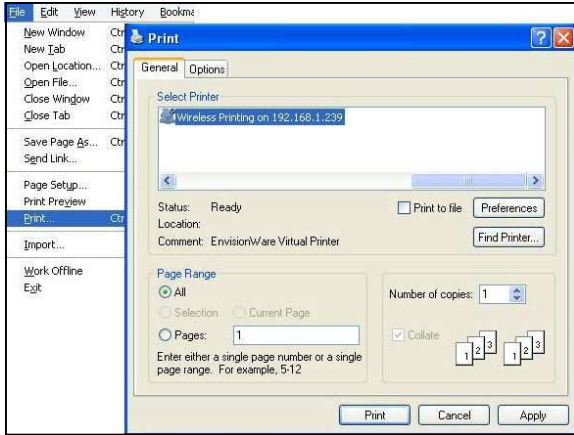 File Edit View History Bookma
New Window Ctr
New Tab Ctr
Open Location... Ctr
Open File... Ctr
Close Window Ctr
Close Tab Ctr
Save Page As... Ctr
Send Link...
Page Setup...
Print Preview
Print... Ctr
Import...
Work Offline
Exit
Print
General Options
Select Printer
Wireless Printing on 192.168.1.239
Status: Ready
Location:
Comment: EnvisionWare Virtual Printer
Print to file
Preferences
Find Printer...
Page Range
All
Selection Current Page
Pages: 1
Enter either a single page number or a single
page range. For example, 5-12
Number of copies: 1
Collate
1 2 3 1 2 3
Print Cancel Apply